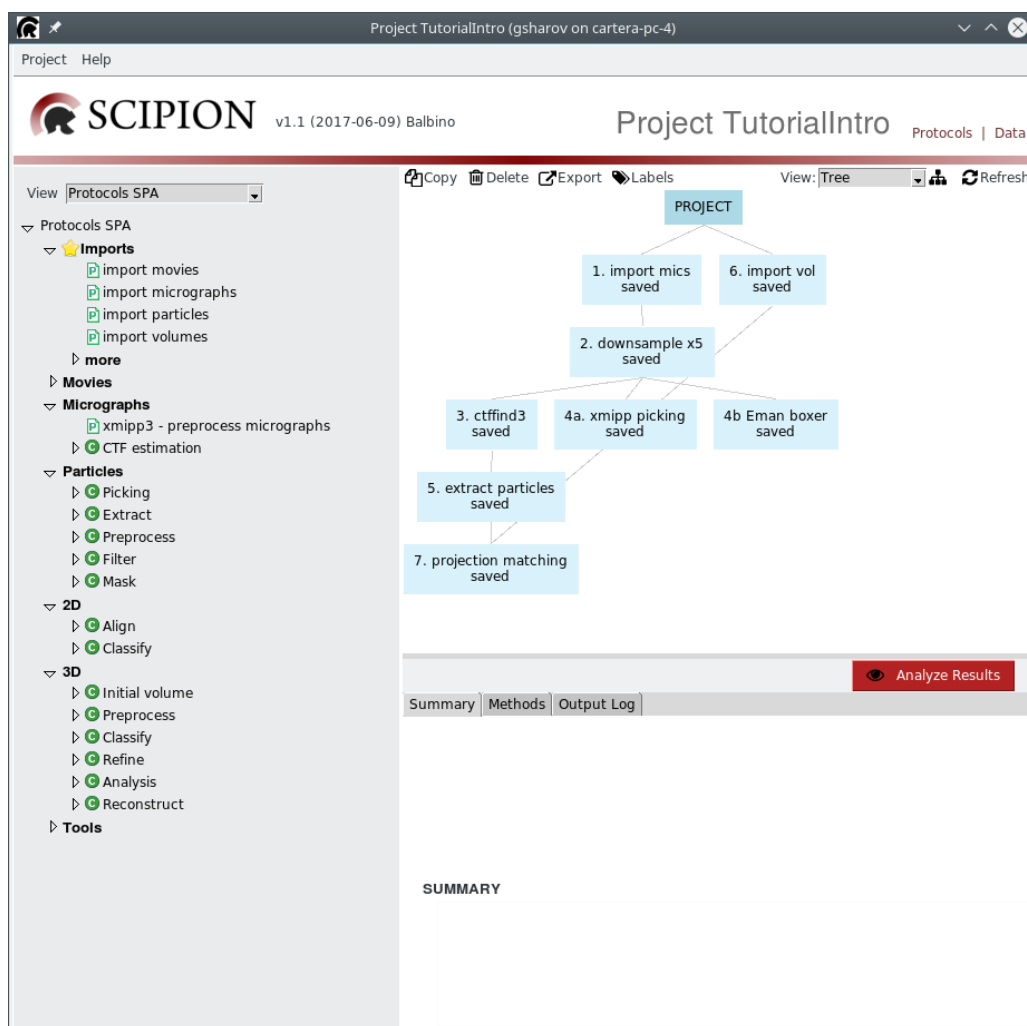 Project TutorialIntro (gsharov on cartera-pc-4)
Project Help
SCIPION v1.1 (2017-06-09) Balbino
Project TutorialIntro
Protocols | Data
View Protocols SPA
Protocols SPA
Imports
P import movies
P import micrographs
P import particles
P import volumes
more
Movies
Micrographs
P xmipp3 - preprocess micrographs
C CTF estimation
Particles
C Picking
C Extract
C Preprocess
C Filter
C Mask
2D
C Align
C Classify
3D
C Initial volume
C Preprocess
C Classify
C Refine
C Analysis
C Reconstruct
Tools
Copy Delete Export Labels View: Tree Refresh
PROJECT
1. import mics
saved
6. import vol
saved
2. downsample x5
saved
3. ctffind3
saved
4a. xmipp picking
saved
4b Eman boxer
saved
5. extract particles
saved
7. projection matching
saved
Analyze Results
Summary Methods Output Log
SUMMARY